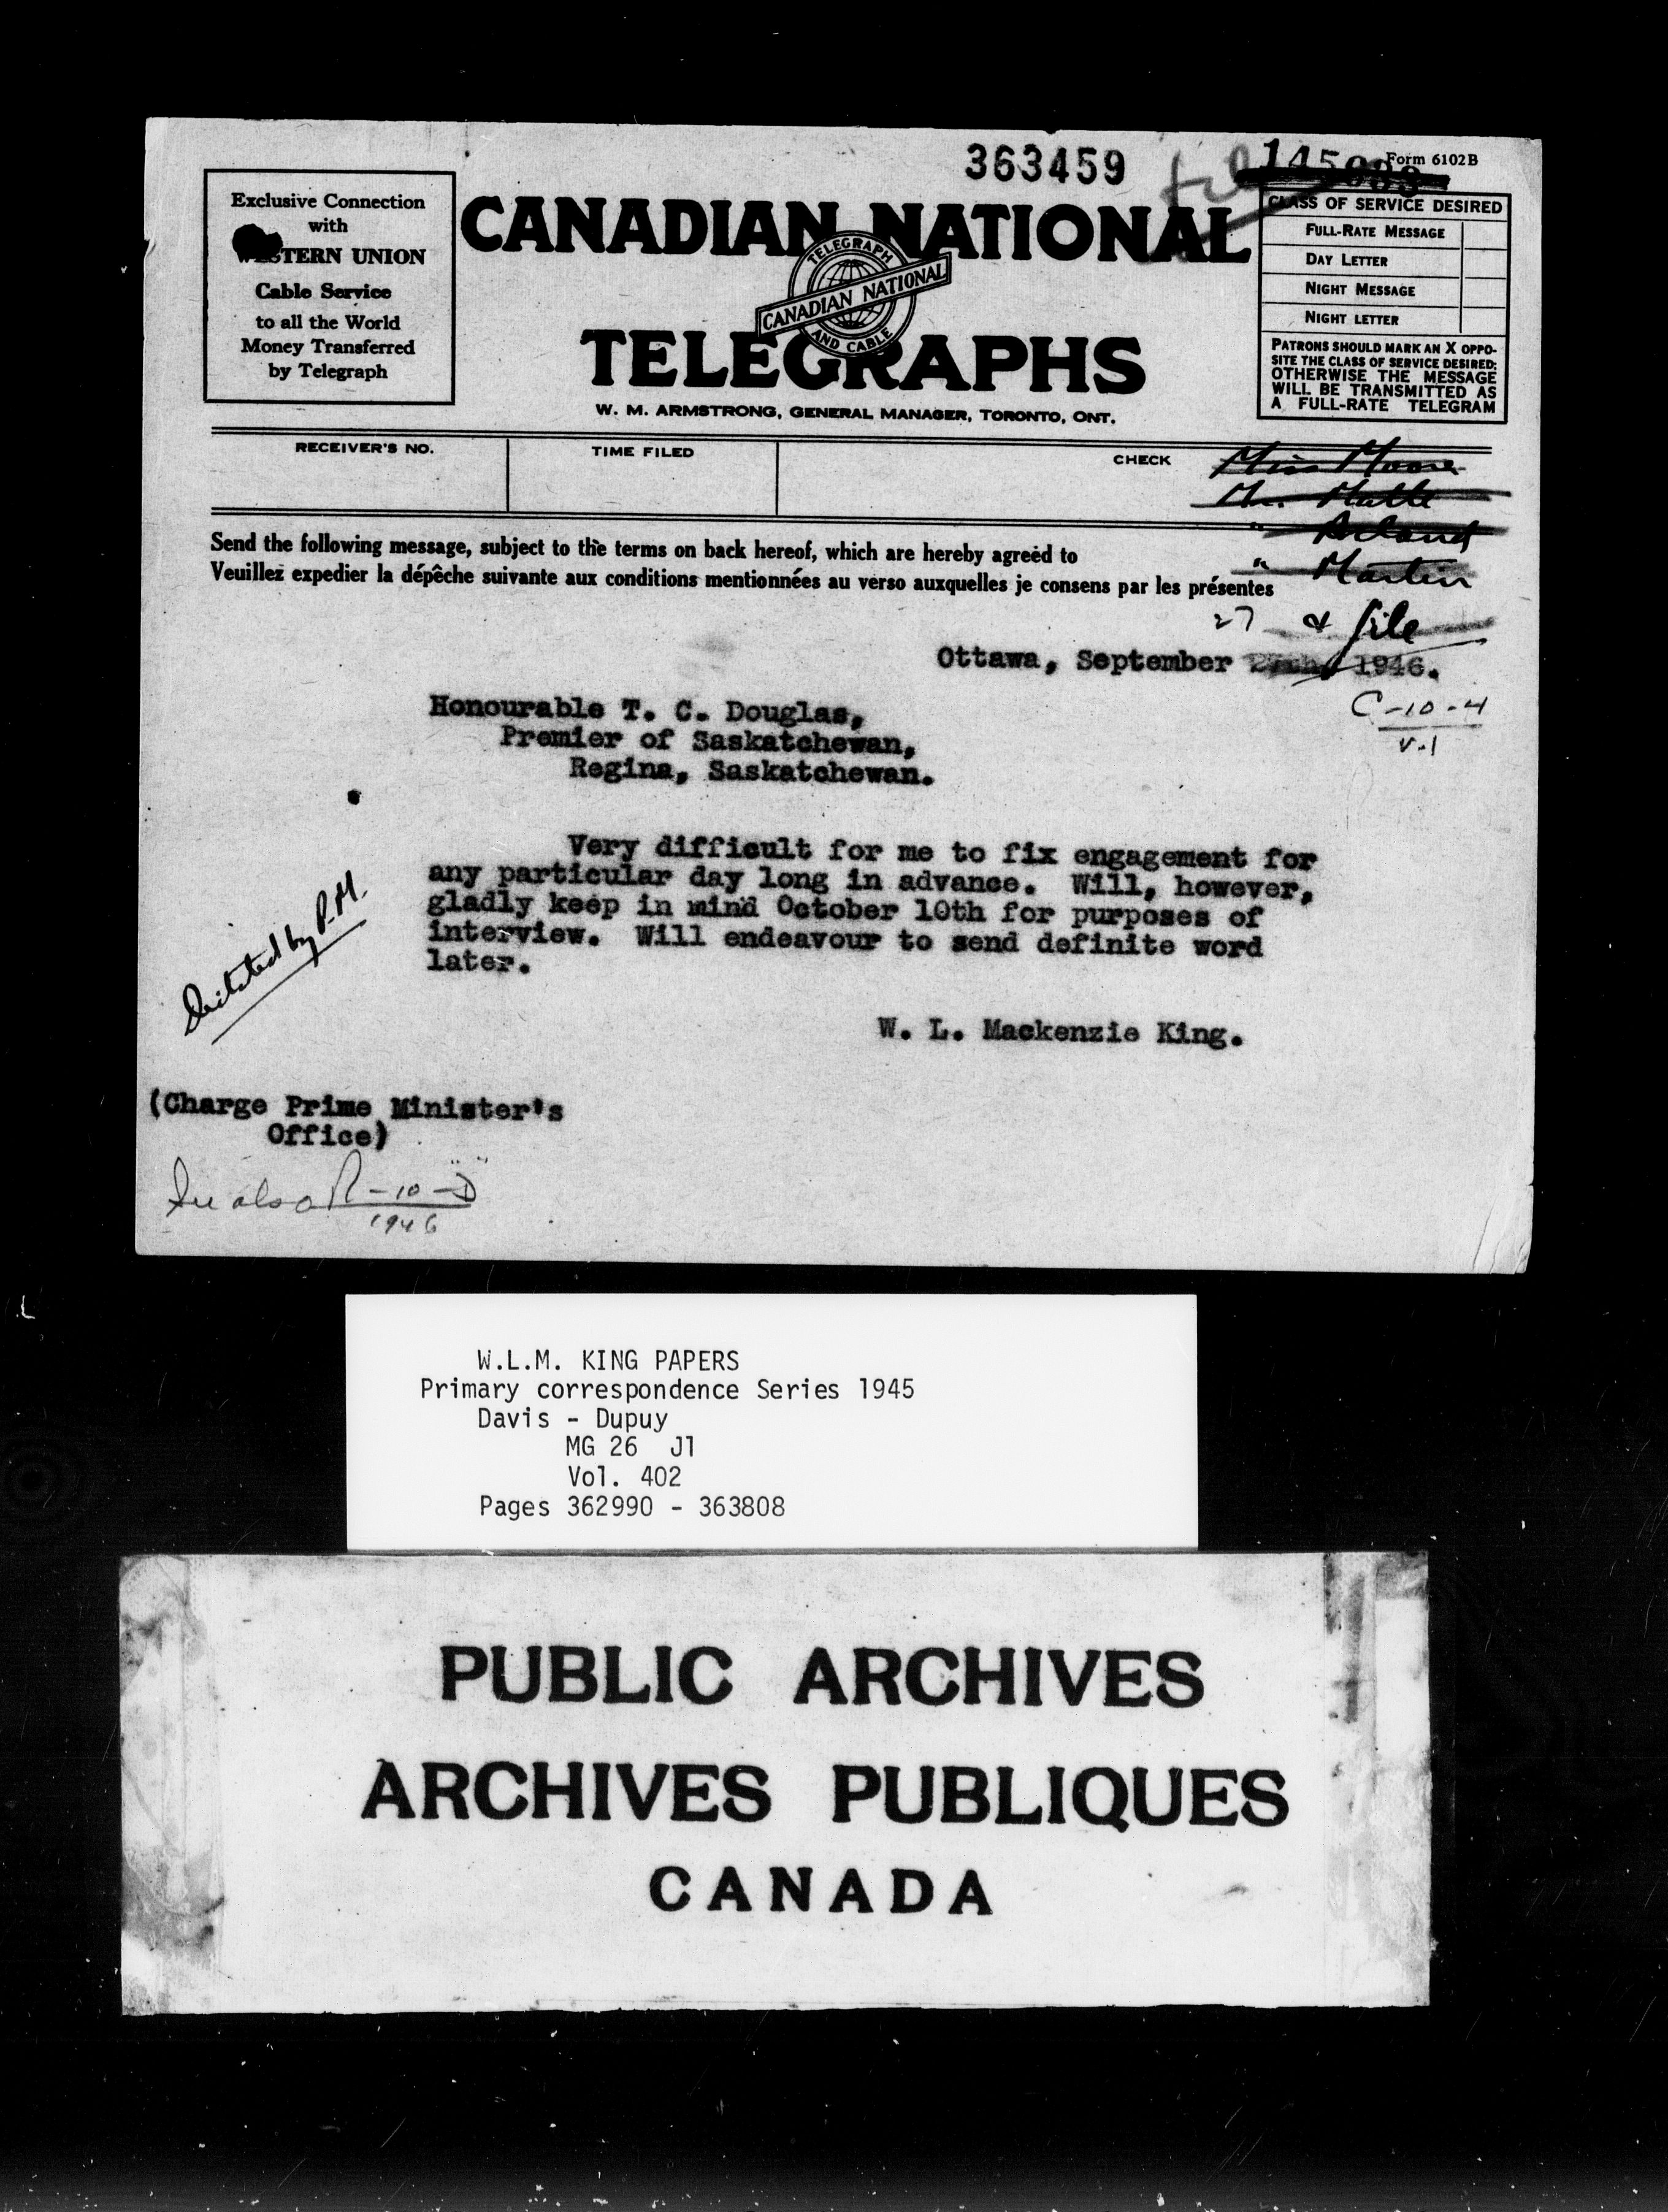 363459
file
Form 6102B
Exclusive Connection
with
WESTERN UNION
Cable Service
to all the World
Money Transferred
by Telegraph
CANADIAN NATIONAL
TELEGRAPH
CANADIAN NATIONAL
AND CABLE
TELEGRAPHS
W. M. ARMSTRONG, GENERAL MANAGER, TORONTO, ONT.
CLASS OF SERVICE DESIRED
FULL-RATE MESSAGE
DAY LETTER
NIGHT MESSAGE
NIGHT LETTER
PATRONS SHOULD MARK AN X OPPO-
SITE THE CLASS OF SERVICE DESIRED;
OTHERWISE THE MESSAGE
WILL BE TRANSMITTED AS
A FULL-RATE TELEGRAM
RECEIVER'S NO.
TIME FILED
CHECK
Miss Moore
Mr.
" Martin
& file
Send the following message, subject to the terms on back hereof, which are hereby agreed to
Veuillez expedier la dépêche suivante aux conditions mentionnées au verso auxquelles je consens par les présentes
27
Ottawa, September 1946.
C-10-4
V.1
Honourable T. C. Douglas,
Premier of Saskatchewan,
Regina, Saskatchewan.
Very difficult for me to fix engagement for
any particular day long in advance. Will, however,
gladly keep in mind October 10th for purposes of
interview. Will endeavour to send definite word
later.
Dictated by P.M.
W. L. Mackenzie King.
(Charge Prime Minister's
Office)
See also R-10-"D"
1946
W.L.M. KING PAPERS
Primary correspondence Series 1945
Davis - Dupuy
MG 26 J1
Vol. 402
Pages 362990 - 363808
PUBLIC ARCHIVES
ARCHIVES PUBLIQUES
CANADA